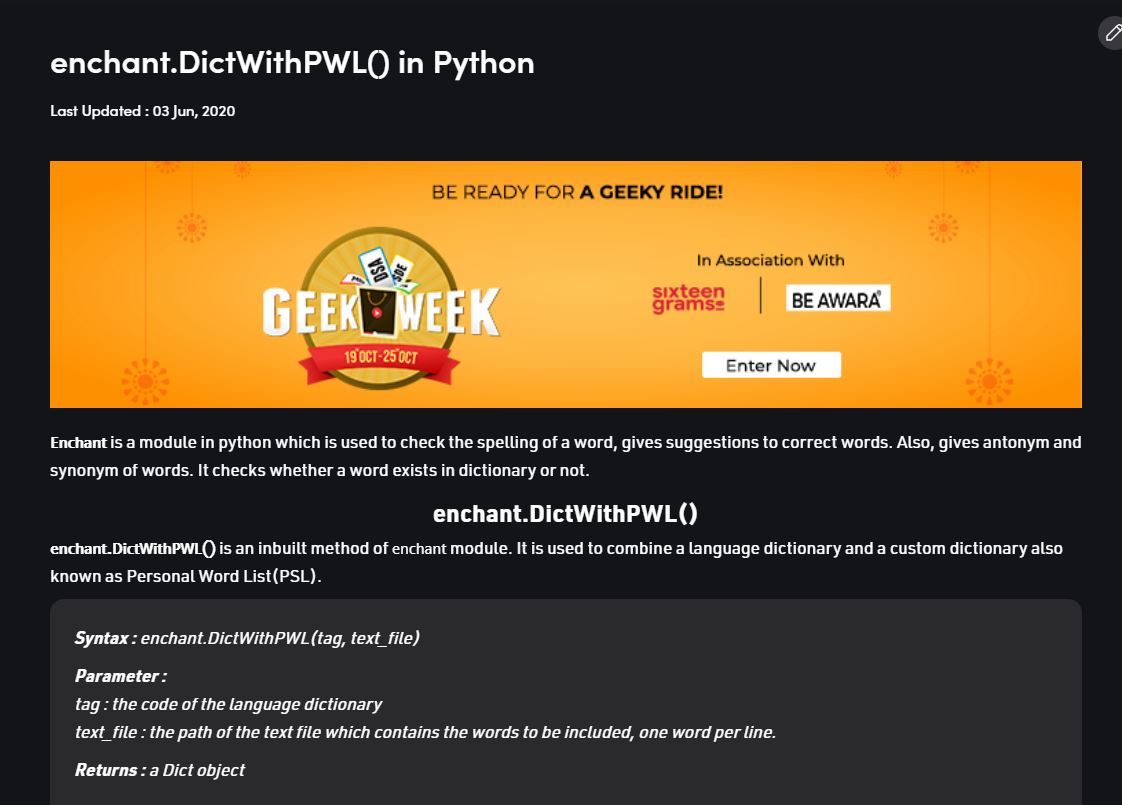 enchant.DictWithPWL() in Python
Last Updated : 03 Jun, 2020
BE READY FOR A GEEKY RIDE!
DSA
SDE
GEEK WEEK
19th OCT-25th OCT
In Association With
sixteen
grams
BE AWARA
Enter Now
Enchant is a module in python which is used to check the spelling of a word, gives suggestions to correct words. Also, gives antonym and
synonym of words. It checks whether a word exists in dictionary or not.
enchant.DictWithPWL()
enchant.DictWithPWL() is an inbuilt method of enchant module. It is used to combine a language dictionary and a custom dictionary also
known as Personal Word List(PSL).
Syntax : enchant.DictWithPWL(tag, text_file)
Parameter :
tag : the code of the language dictionary
text_file : the path of the text file which contains the words to be included, one word per line.
Returns : a Dict object